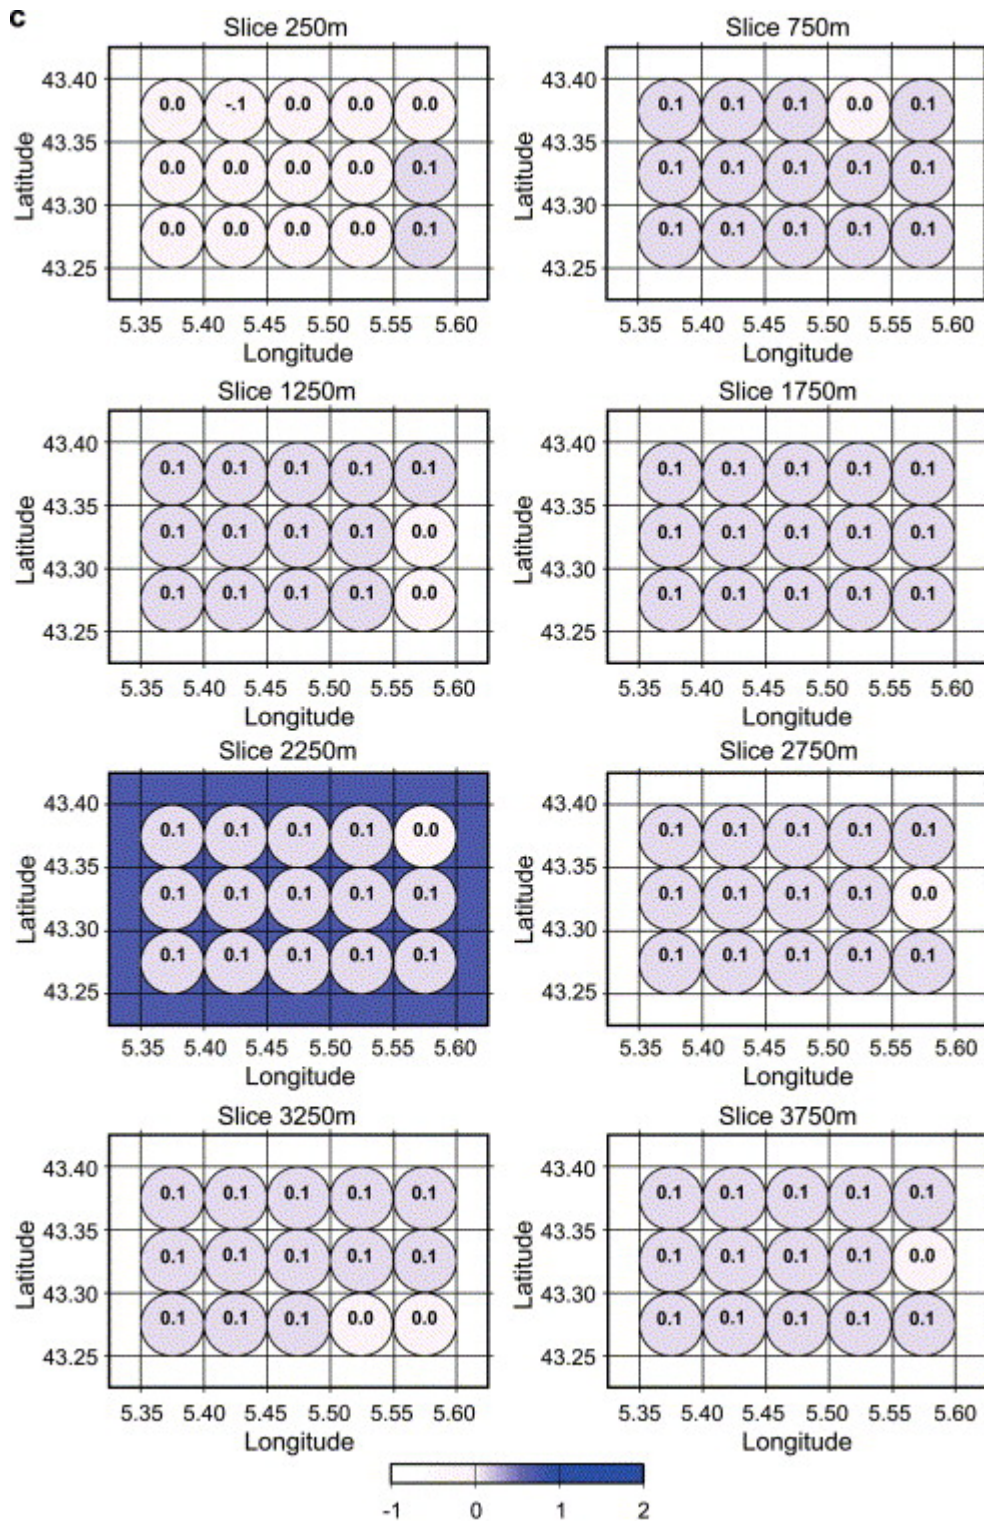 c
Slice 250m Slice 750m
43.40 0.0 -.1 0.0 0.0 0.0 43.40 0.1 0.1 0.1 0.0 0.1
43.35 43.35
Latitude 0.0 0.0 0.0 0.0 0.1 Latitude 0.1 0.1 0.1 0.1 0.1
43.30 43.30
0.0 0.0 0.0 0.0 0.1 0.1 0.1 0.1 0.1 0.1
43.25 43.25
5.35 5.40 5.45 5.50 5.55 5.60 5.35 5.40 5.45 5.50 5.55 5.60
Longitude Longitude
Slice 1250m Slice 1750m
43.40 43.40
0.1 0.1 0.1 0.1 0.1 0.1 0.1 0.1 0.1 0.1
43.35 43.35
Latitude 0.1 0.1 0.1 0.1 0.0 Latitude 0.1 0.1 0.1 0.1 0.1
43.30 43.30
0.1 0.1 0.1 0.1 0.0 0.1 0.1 0.1 0.1 0.1
43.25 43.25
5.35 5.40 5.45 5.50 5.55 5.60 5.35 5.40 5.45 5.50 5.55 5.60
Longitude Longitude
Slice 2250m Slice 2750m
43.40 43.40
0.1 0.1 0.1 0.1 0.0 0.1 0.1 0.1 0.1 0.1
43.35 43.35
Latitude 0.1 0.1 0.1 0.1 0.1 Latitude 0.1 0.1 0.1 0.1 0.0
43.30 43.30
0.1 0.1 0.1 0.1 0.1 0.1 0.1 0.1 0.1 0.1
43.25 43.25
5.35 5.40 5.45 5.50 5.55 5.60 5.35 5.40 5.45 5.50 5.55 5.60
Longitude Longitude
Slice 3250m Slice 3750m
43.40 43.40
0.1 0.1 0.1 0.1 0.1 0.1 0.1 0.1 0.1 0.1
43.35 43.35
Latitude 0.1 0.1 0.1 0.1 0.1 Latitude 0.1 0.1 0.1 0.1 0.0
43.30 43.30
0.1 0.1 0.1 0.0 0.0 0.1 0.1 0.1 0.1 0.1
43.25 43.25
5.35 5.40 5.45 5.50 5.55 5.60 5.35 5.40 5.45 5.50 5.55 5.60
Longitude Longitude
-1 0 1 2